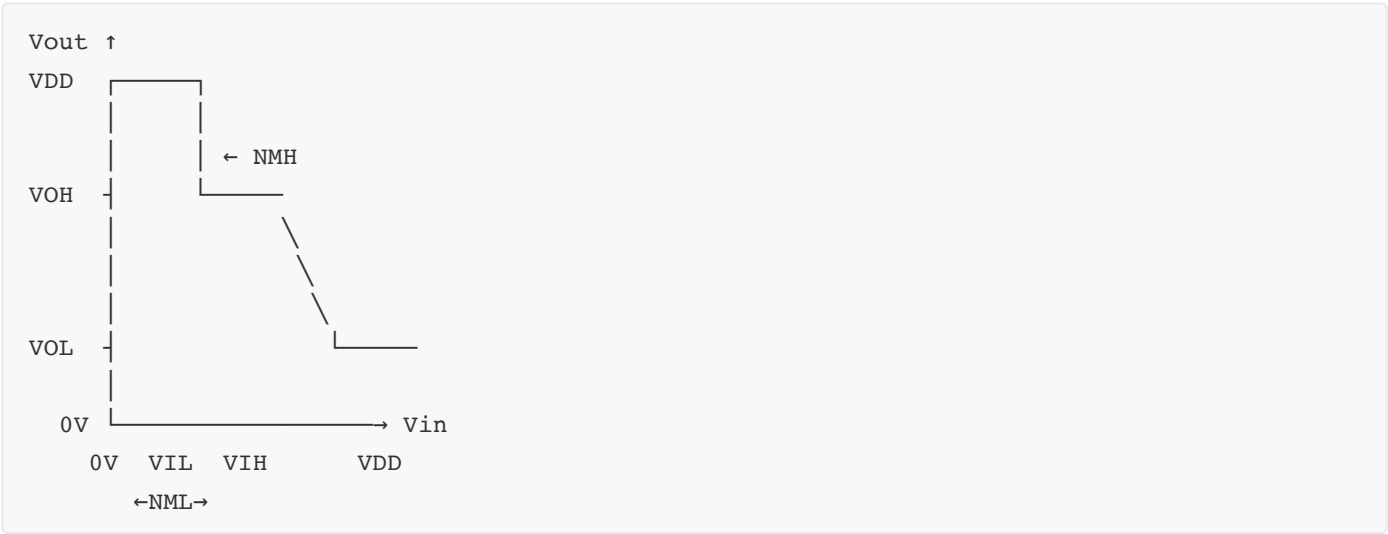 Vout ↑
VDD
← NMH
VOH
VOL
0V → Vin
0V VIL VIH VDD
←NML→